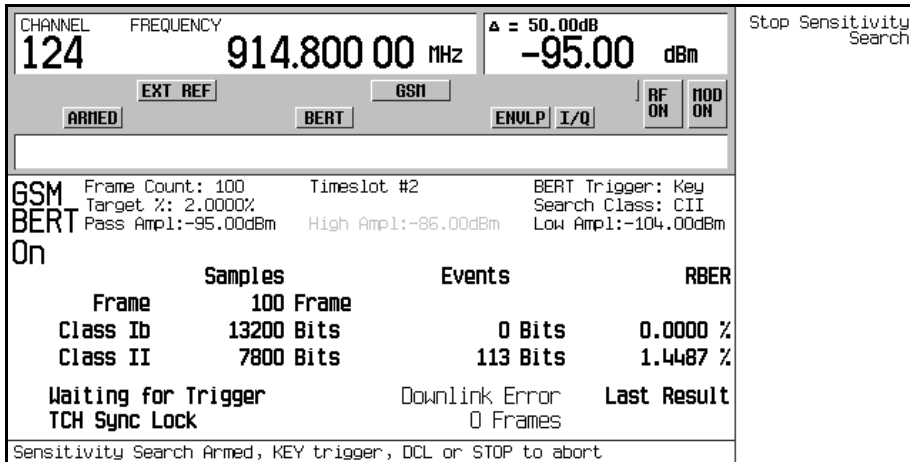 CHANNEL FREQUENCY Δ = 50.00dB
124 914.800 00 MHz -95.00 dBm
Stop Sensitivity
Search
EXT REF GSM RF ON MOD ON
ARMED BERT ENVLP I/Q
GSM BERT On
Frame Count: 100 Timeslot #2 BERT Trigger: Key
Target %: 2.0000% Search Class: CII
Pass Ampl:-95.00dBm High Ampl:-86.00dBm Low Ampl:-104.00dBm
Samples Events RBER
Frame 100 Frame
Class Ib 13200 Bits 0 Bits 0.0000 %
Class II 7800 Bits 113 Bits 1.4487 %
Waiting for Trigger Downlink Error Last Result
TCH Sync Lock 0 Frames
Sensitivity Search Armed, KEY trigger, DCL or STOP to abort